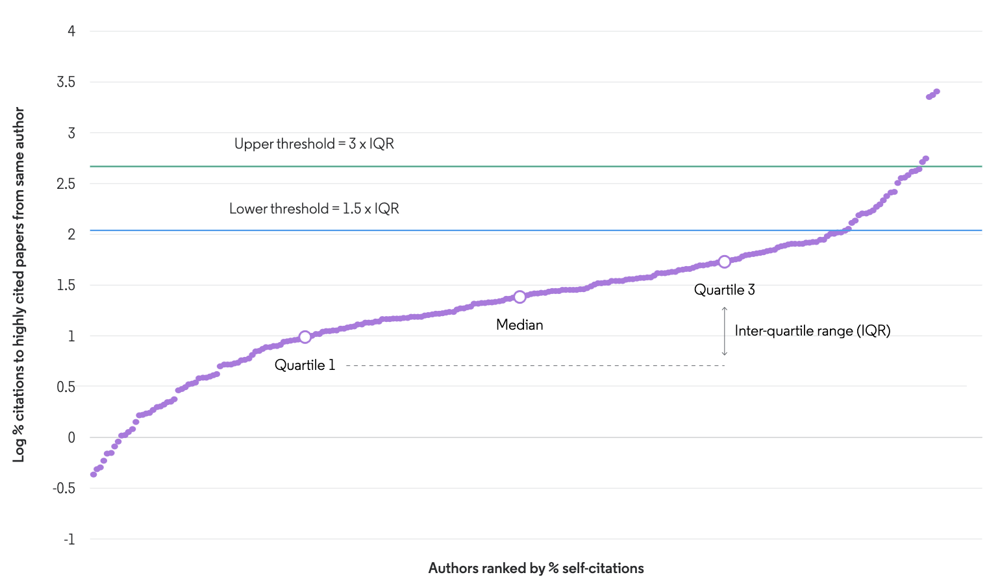 4
3.5
3
Upper threshold = 3 x IQR
2.5
Lower threshold = 1.5 x IQR
2
1.5
Quartile 3
Median
Inter-quartile range (IQR)
1
Quartile 1
0.5
0
-0.5
-1
Log % citations to highly cited papers from same author
Authors ranked by % self-citations